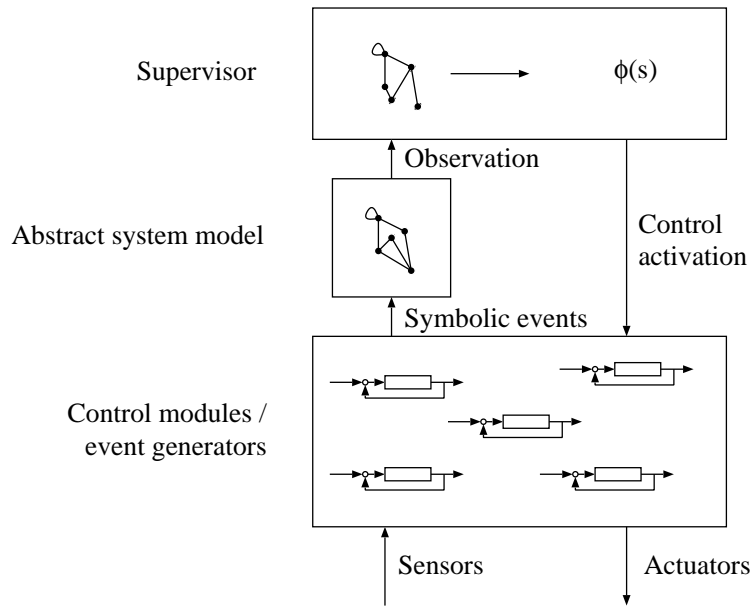 Supervisor
ϕ(s)
Observation
Abstract system model
Control
activation
Symbolic events
Control modules /
event generators
Sensors
Actuators